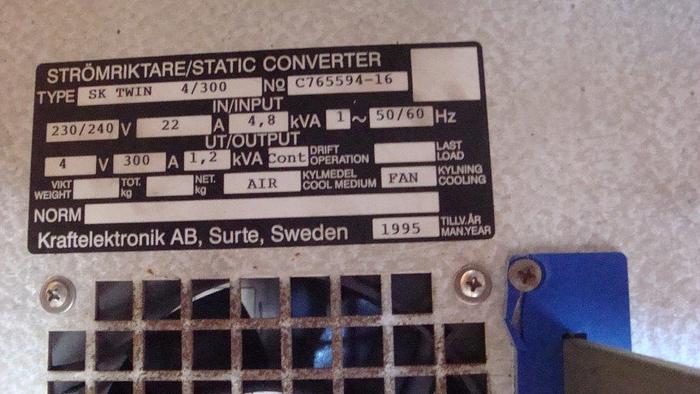 STRÖMRIKTARE/STATIC CONVERTER
TYPE SK TWIN 4/300 No C765594-16
IN/INPUT
230/240 V 22 A 4,8 kVA 1 ~ 50/60 Hz
UT/OUTPUT
4 V 300 A 1,2 kVA Cont DRIFT OPERATION LAST LOAD
VIKT WEIGHT TOT. kg NET. kg AIR KYLMEDEL COOL MEDIUM FAN KYLNING COOLING
NORM
Kraftelektronik AB, Surte, Sweden 1995 TILLV.ÅR MAN.YEAR